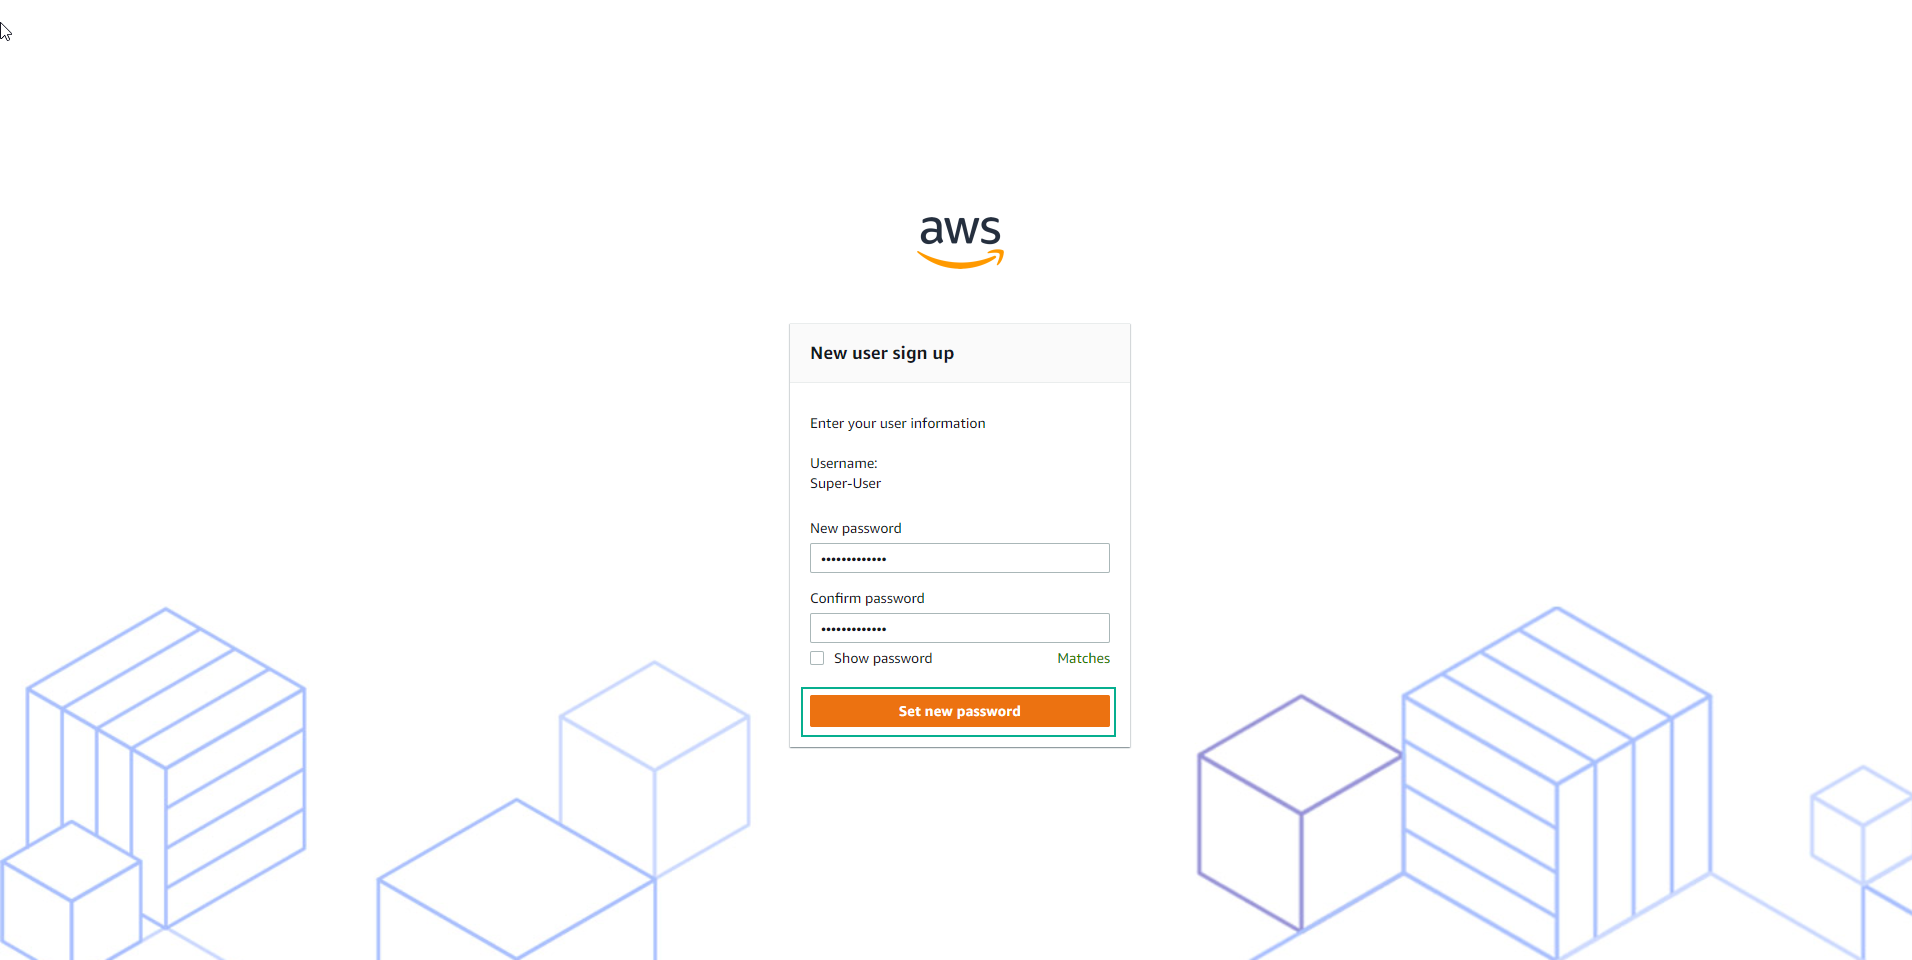 aws
New user sign up
Enter your user information
Username:
Super-User
New password
•••••••••••••
Confirm password
•••••••••••••
Show password Matches
Set new password